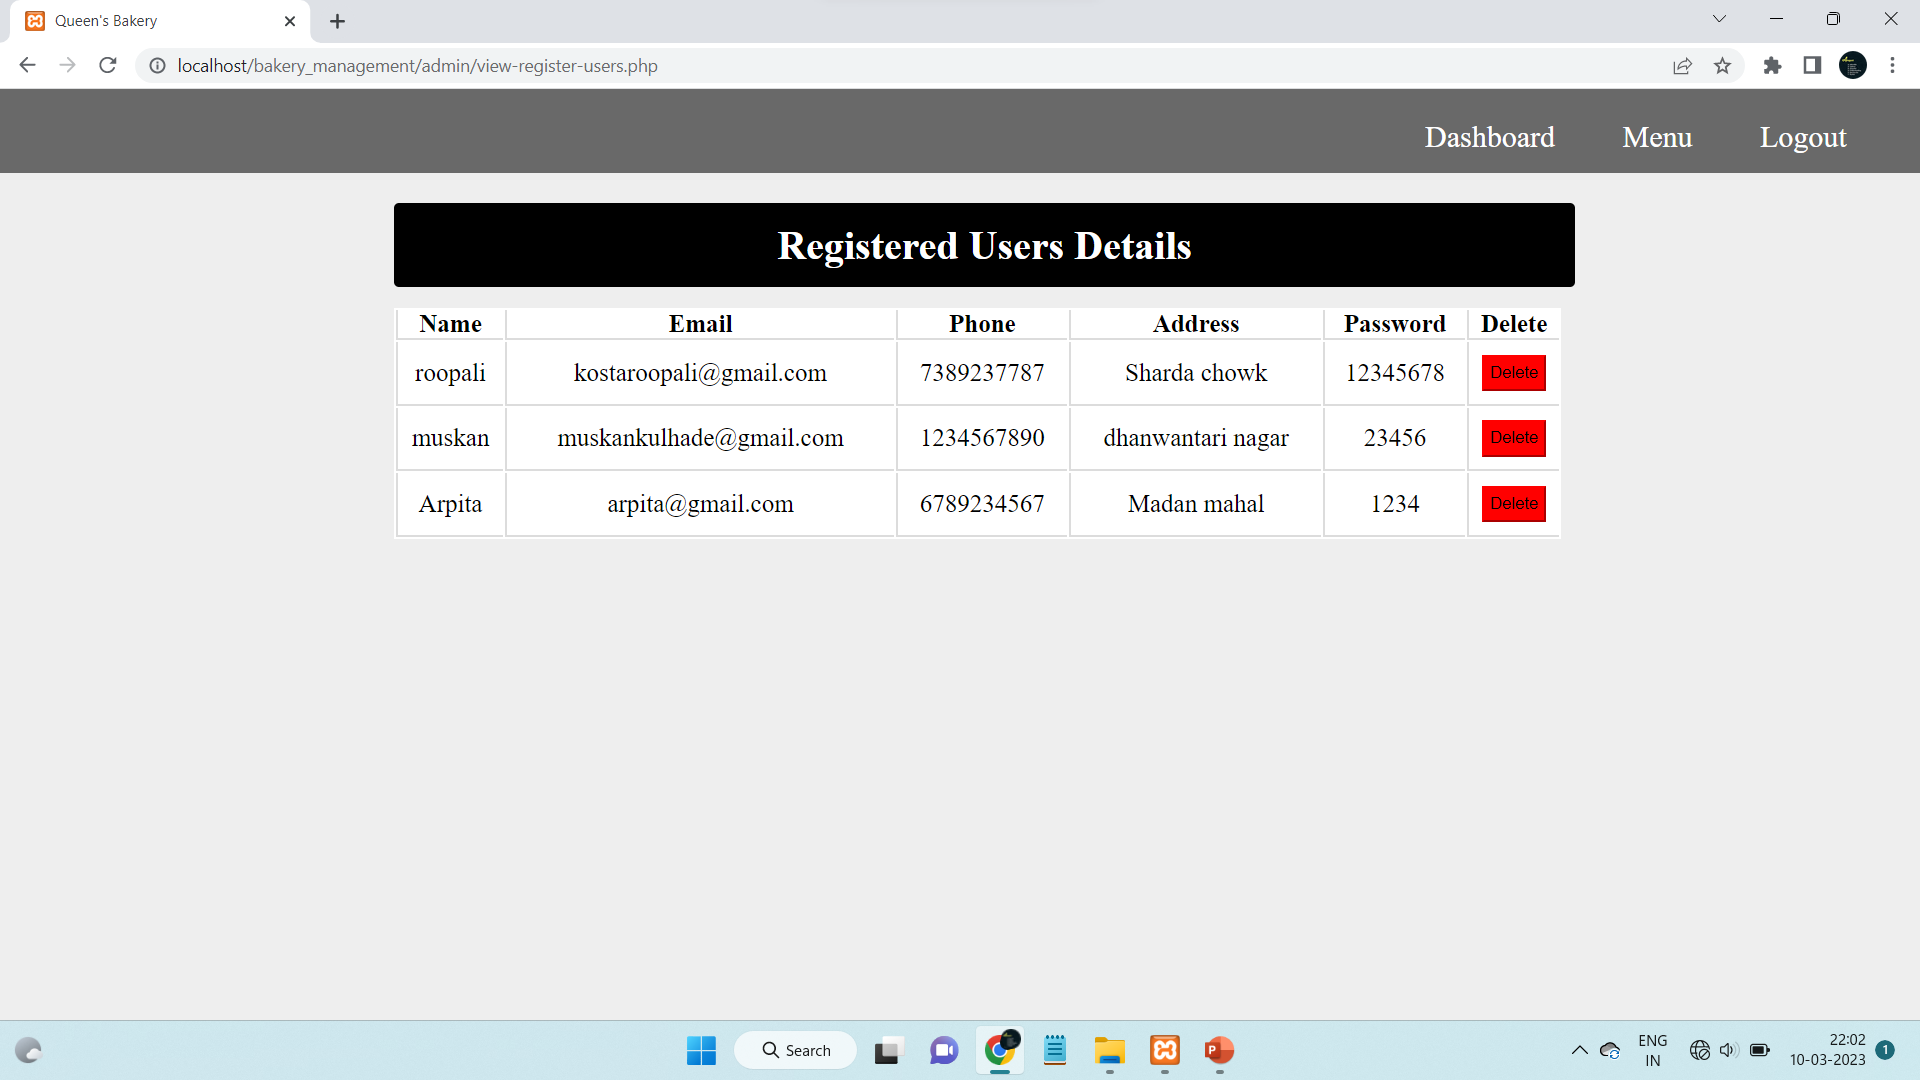 Queen's Bakery
localhost/bakery_management/admin/view-register-users.php
Dashboard Menu Logout
Registered Users Details
Name Email Phone Address Password Delete
roopali kostaroopali@gmail.com 7389237787 Sharda chowk 12345678 Delete
muskan muskankulhade@gmail.com 1234567890 dhanwantari nagar 23456 Delete
Arpita arpita@gmail.com 6789234567 Madan mahal 1234 Delete
Search
ENG
IN
22:02
10-03-2023
1